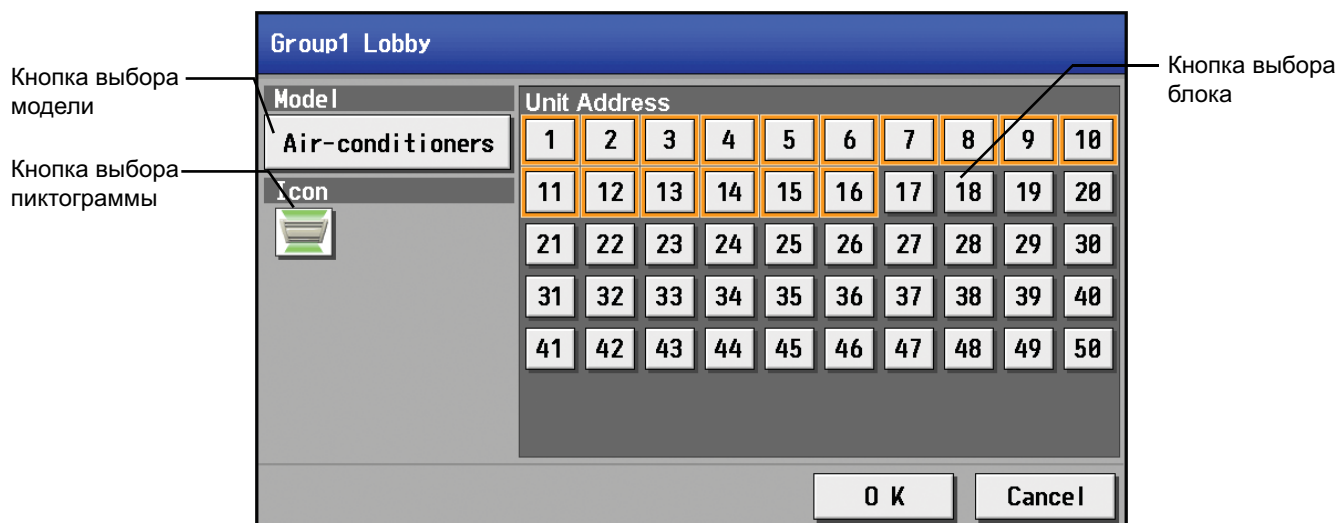 Group1 Lobby
Кнопка выбора
модели
Кнопка выбора
пиктограммы
Model
Air-conditioners
Icon
Unit Address
1 2 3 4 5 6 7 8 9 10
11 12 13 14 15 16 17 18 19 20
21 22 23 24 25 26 27 28 29 30
31 32 33 34 35 36 37 38 39 40
41 42 43 44 45 46 47 48 49 50
Кнопка выбора
блока
OK Cancel